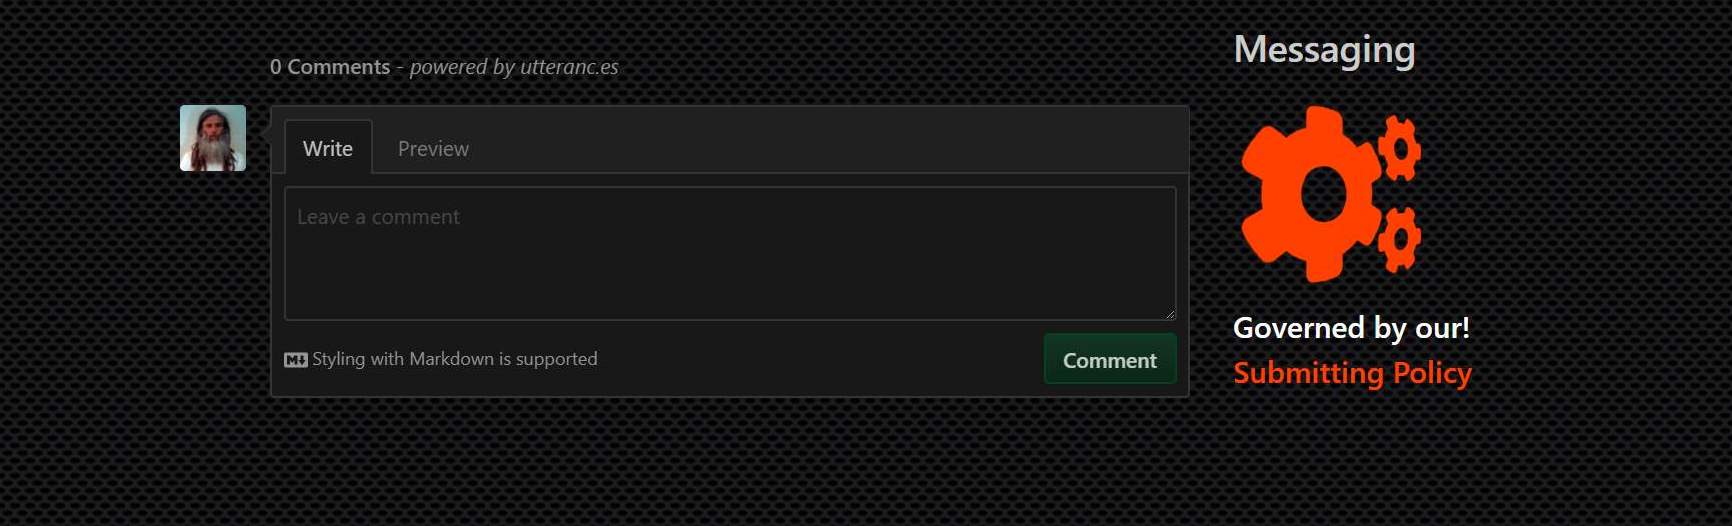 0 Comments - powered by utteranc.es
Write
Preview
Leave a comment
M Styling with Markdown is supported
Comment
Messaging
Governed by our!
Submitting Policy